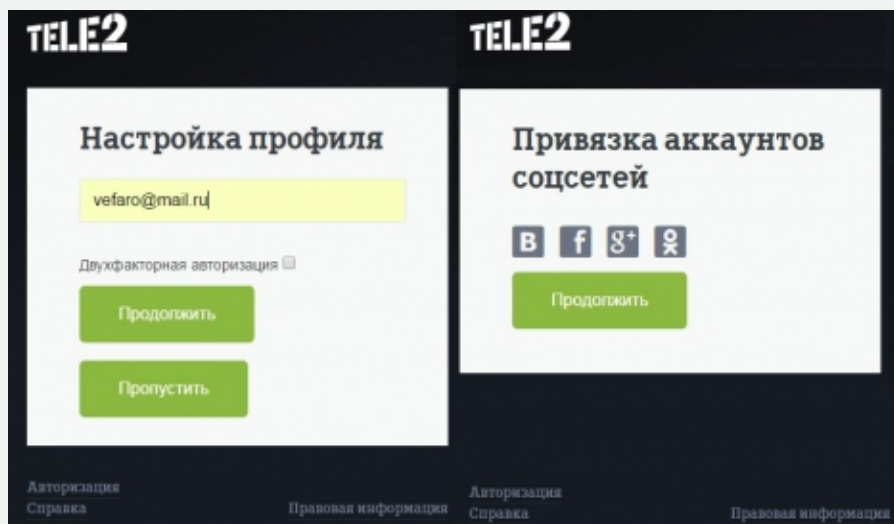 TELE2
Настройка профиля
vefaro@mail.ru
Двухфакторная авторизация
Продолжить
Пропустить
Авторизация
Справка
Правовая информация
TELE2
Привязка аккаунтов
соцсетей
Продолжить
Авторизация
Справка
Правовая информация